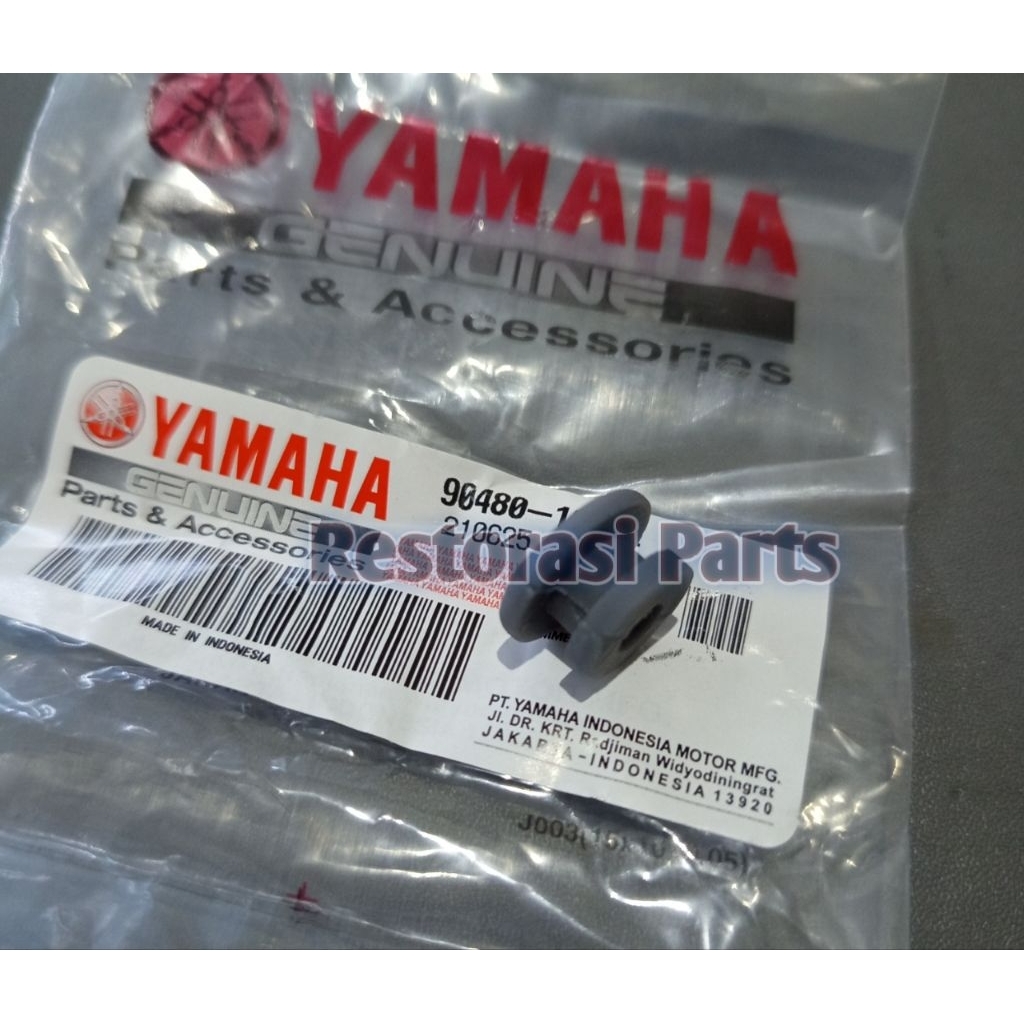 YAMAHA
GENUINE
Parts & Accessories
YAMAHA
GENUINE
Parts & Accessories
90480-1
210625
Restorasi Parts
MADE IN INDONESIA
PT. YAMAHA INDONESIA MOTOR MFG.
Jl. DR. KRT. Radjiman Widyodiningrat
JAKARTA-INDONESIA 13920